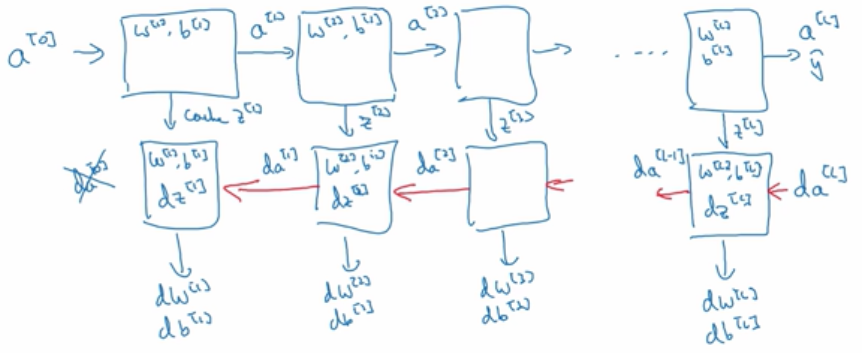 a^[0] → w^[1], b^[1] a^[1] → w^[2], b^[2] a^[2] → → .... w^[L] a^[L]
b^[L] ŷ
cache z^[1] z^[2] z^[3] z^[L]
da^[0] w^[1], b^[1] da^[1] w^[2], b^[2] da^[2] da^[L-1] w^[L], b^[L] da^[L]
dz^[1] dz^[2] dz^[L]
dw^[1] dw^[2] dw^[3] dw^[L]
db^[1] db^[2] db^[3] db^[L]